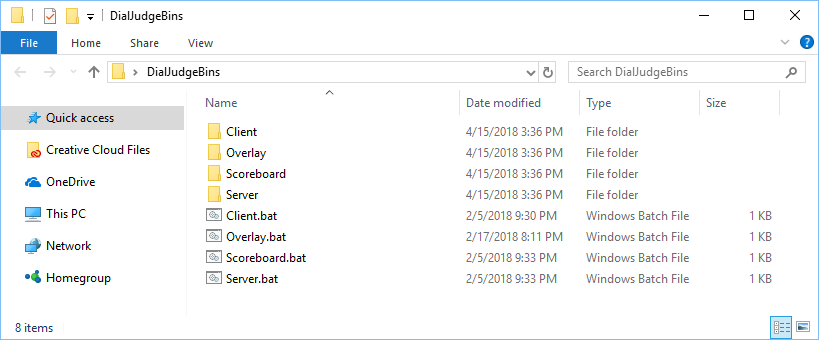 DialJudgeBins
File Home Share View
DialJudgeBins Search DialJudgeBins
Name Date modified Type Size
Quick access
Creative Cloud Files
OneDrive
This PC
Network
Homegroup
Client 4/15/2018 3:36 PM File folder
Overlay 4/15/2018 3:36 PM File folder
Scoreboard 4/15/2018 3:36 PM File folder
Server 4/15/2018 3:36 PM File folder
Client.bat 2/5/2018 9:30 PM Windows Batch File 1 KB
Overlay.bat 2/17/2018 8:11 PM Windows Batch File 1 KB
Scoreboard.bat 2/5/2018 9:33 PM Windows Batch File 1 KB
Server.bat 2/5/2018 9:33 PM Windows Batch File 1 KB
8 items